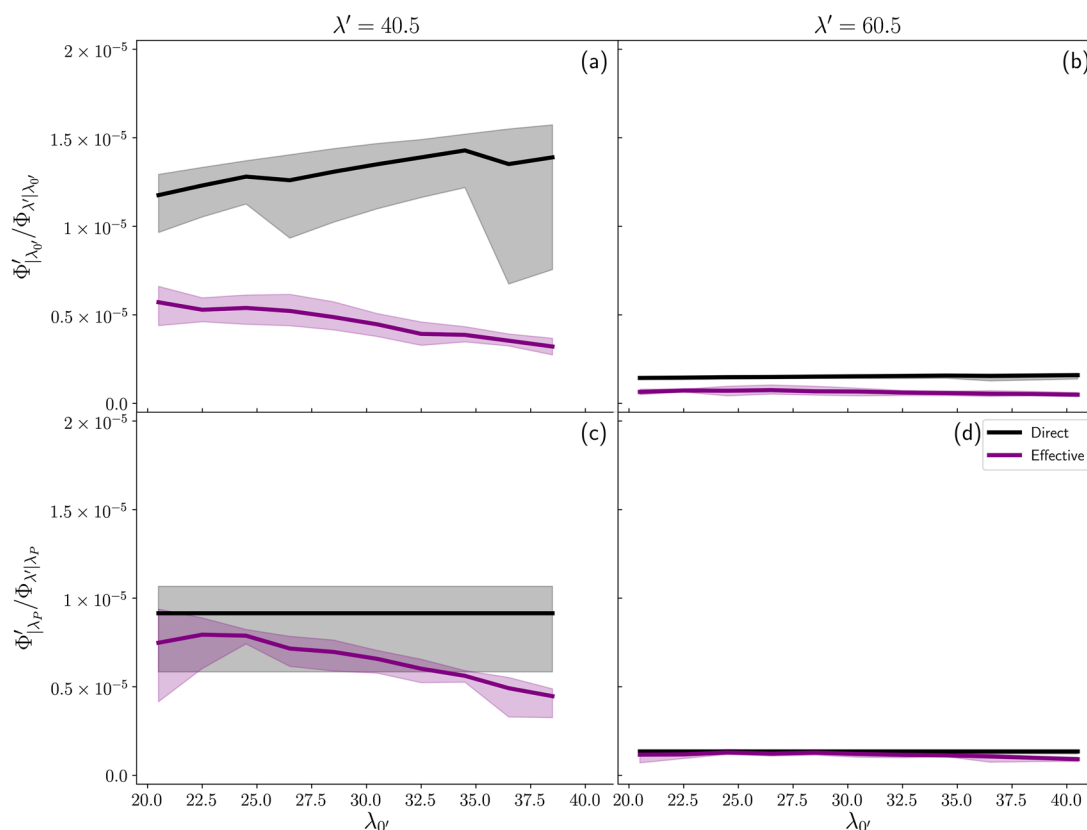 λ′ = 40.5
λ′ = 60.5
2 × 10⁻⁵
1.5 × 10⁻⁵
1 × 10⁻⁵
0.5 × 10⁻⁵
0.0
Φ′|λ₀′/Φλ′|λ₀′
(a)
(b)
2 × 10⁻⁵
1.5 × 10⁻⁵
1 × 10⁻⁵
0.5 × 10⁻⁵
0.0
Φ′|λ_P/Φλ′|λ_P
(c)
(d)
Direct
Effective
20.0 22.5 25.0 27.5 30.0 32.5 35.0 37.5 40.0
20.0 22.5 25.0 27.5 30.0 32.5 35.0 37.5 40.0
λ₀′
λ₀′